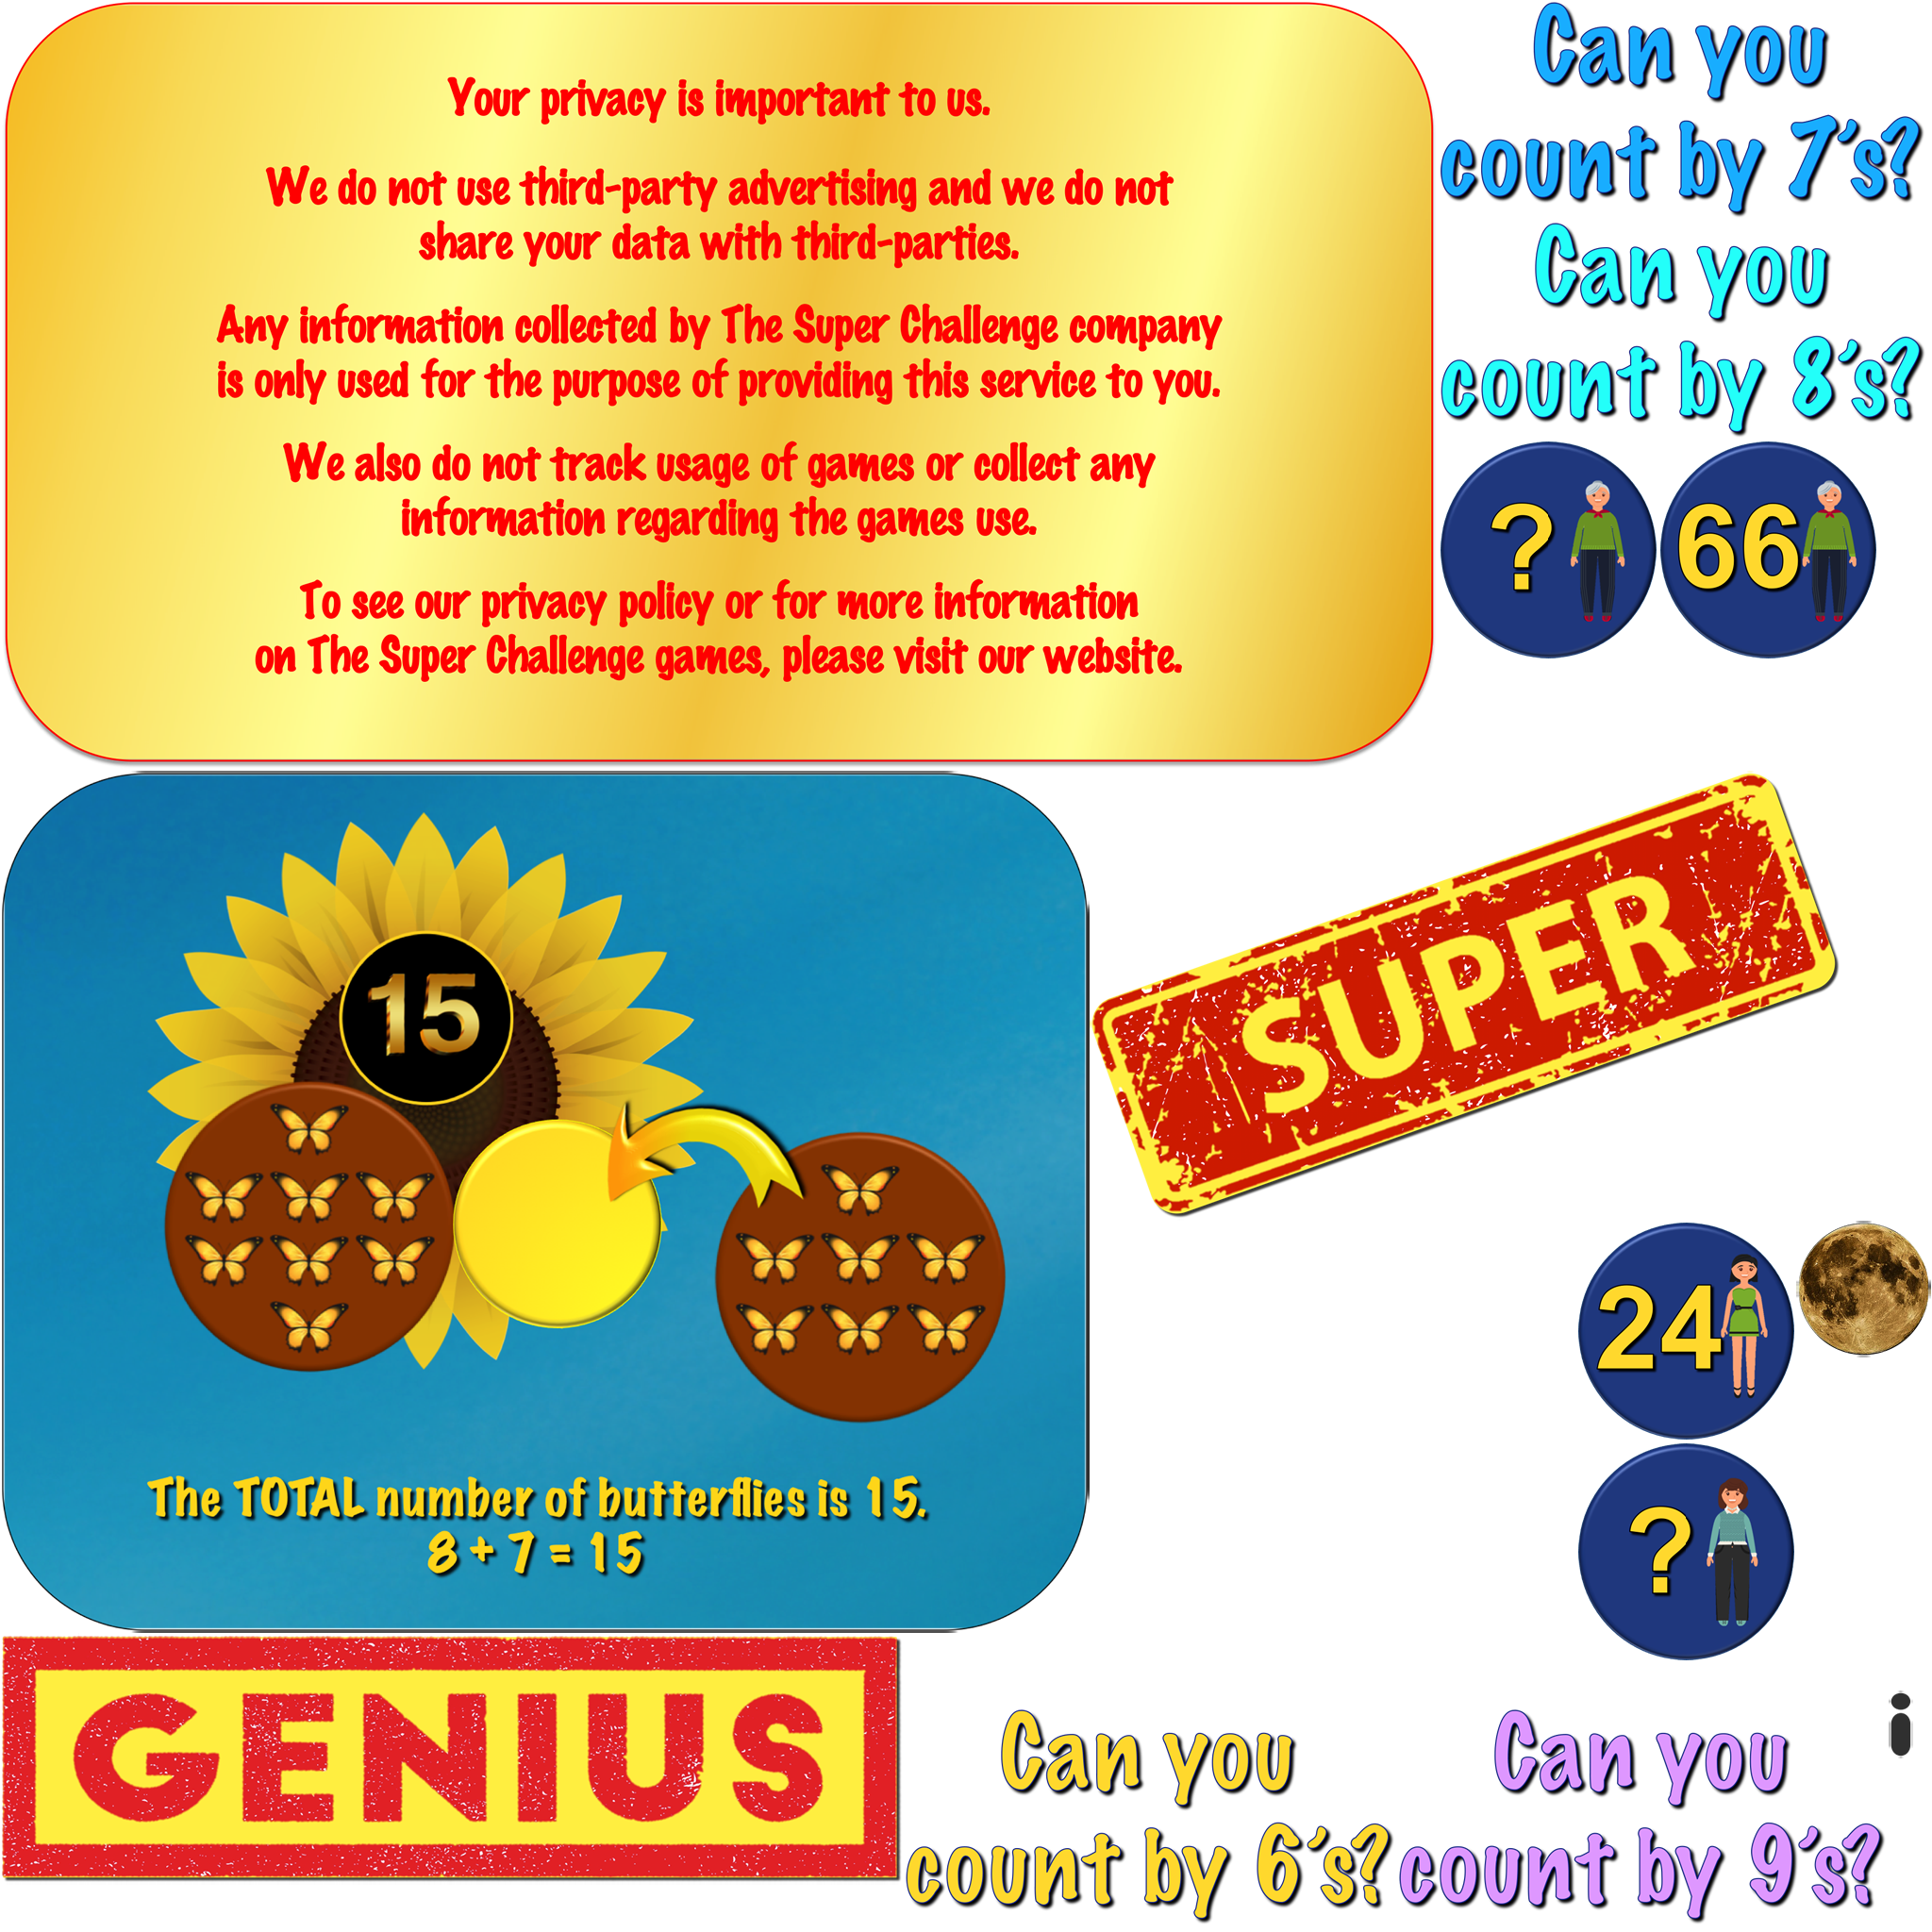 Your privacy is important to us.
We do not use third-party advertising and we do not
share your data with third-parties.
Any information collected by The Super Challenge company
is only used for the purpose of providing this service to you.
We also do not track usage of games or collect any
information regarding the games use.
To see our privacy policy or for more information
on The Super Challenge games, please visit our website.
Can you
count by 7's?
Can you
count by 8's?
?
66
15
The TOTAL number of butterflies is 15.
8 + 7 = 15
SUPER
24
?
GENIUS
Can you
count by 6's?
Can you
count by 9's?
i